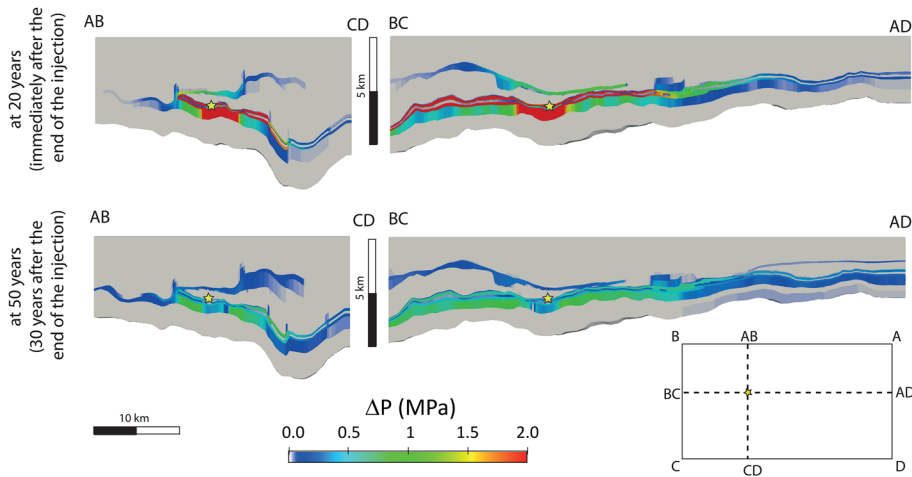 AB
CD
BC
AD
at 20 years
(immediately after the
end of the injection)
5 km
AB
CD
BC
AD
at 50 years
(30 years after the
end of the injection)
5 km
10 km
ΔP (MPa)
0.0 0.5 1 1.5 2.0
B AB A
BC AD
C CD D